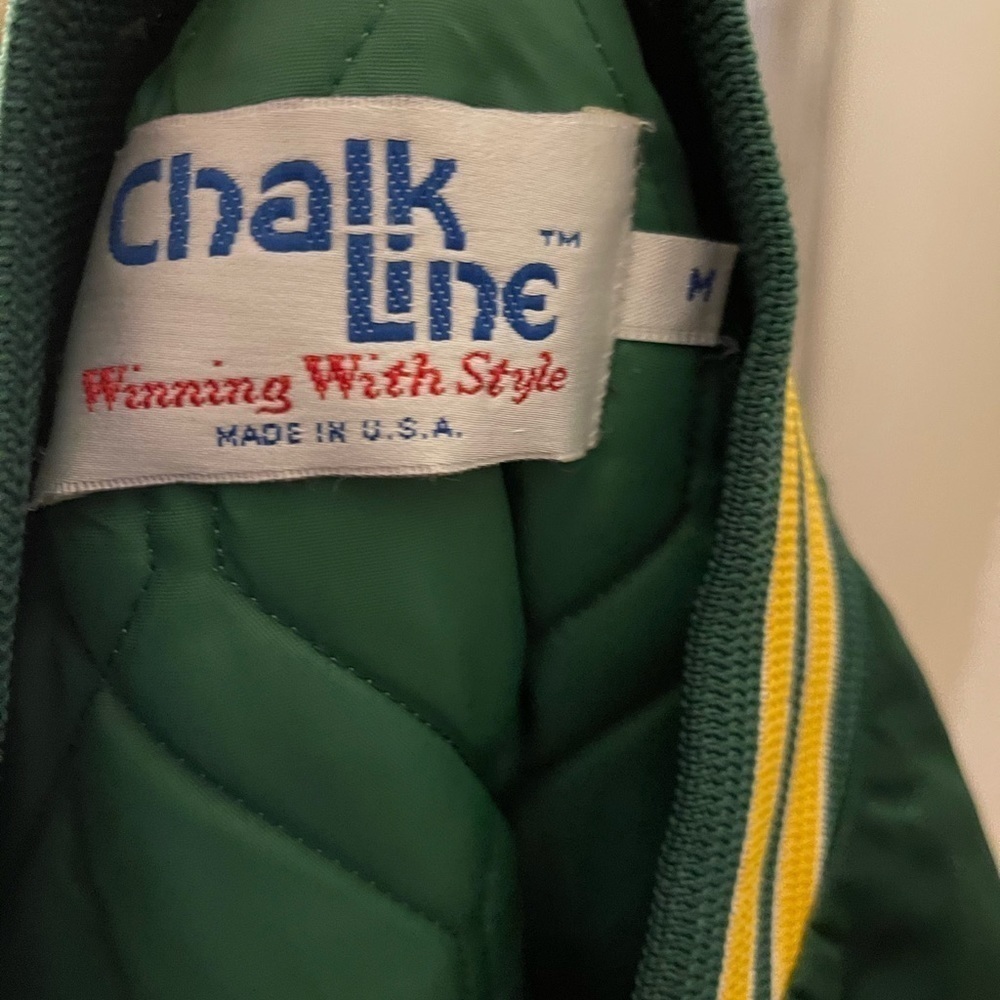 Chalk
Line™
M
Winning With Style
MADE IN U.S.A.